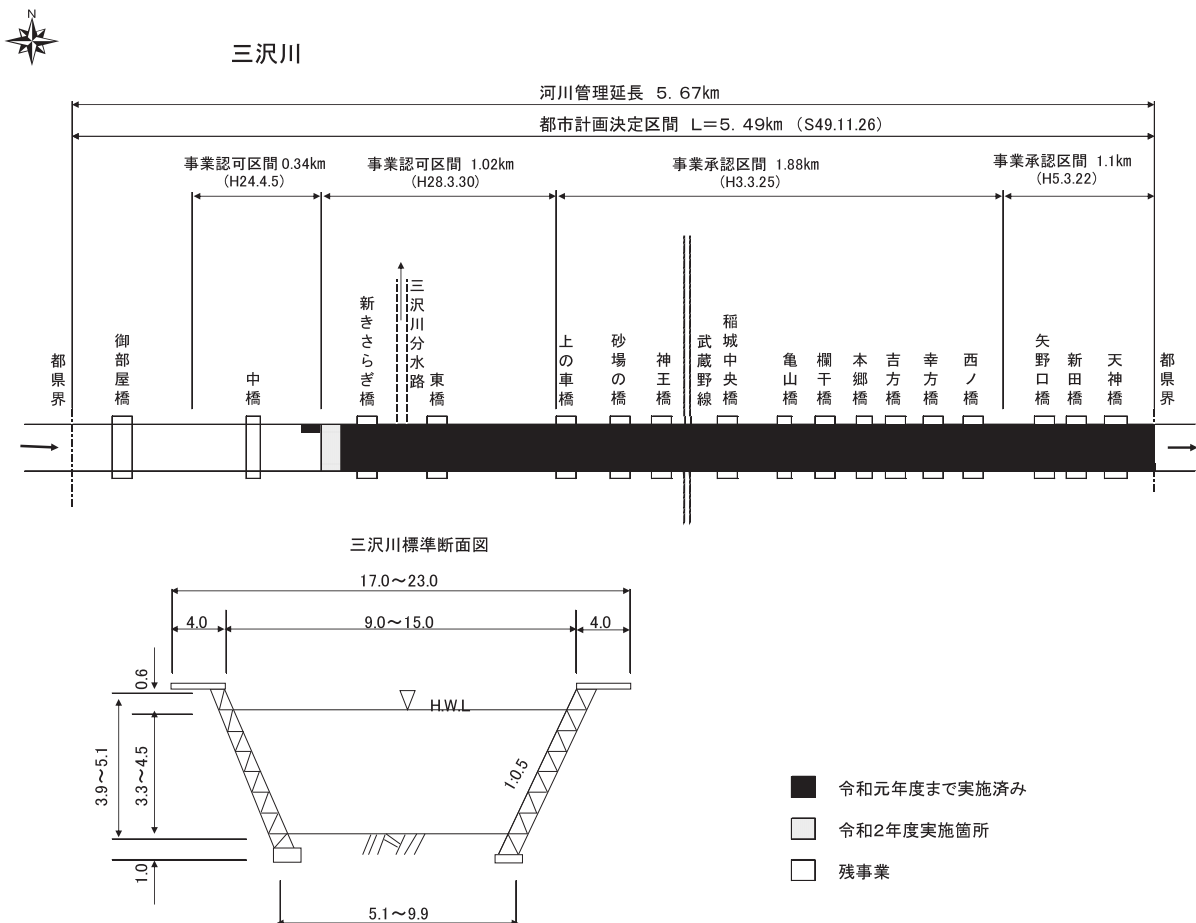 N
三沢川
河川管理延長 5.67km
都市計画決定区間 L=5.49km (S49.11.26)
事業認可区間 0.34km
(H24.4.5)
事業認可区間 1.02km
(H28.3.30)
事業承認区間 1.88km
(H3.3.25)
事業承認区間 1.1km
(H5.3.22)
都県界
御部屋橋
中橋
新きさらぎ橋
三沢川分水路
東橋
上の車橋
砂場の橋
神王橋
武蔵野線
稲城中央橋
亀山橋
欄干橋
本郷橋
吉方橋
幸方橋
西ノ橋
矢野口橋
新田橋
天神橋
都県界
三沢川標準断面図
17.0~23.0
4.0
9.0~15.0
4.0
0.6
H.W.L
3.9~5.1
3.3~4.5
1:0.5
1.0
5.1~9.9
令和元年度まで実施済み
令和2年度実施箇所
残事業